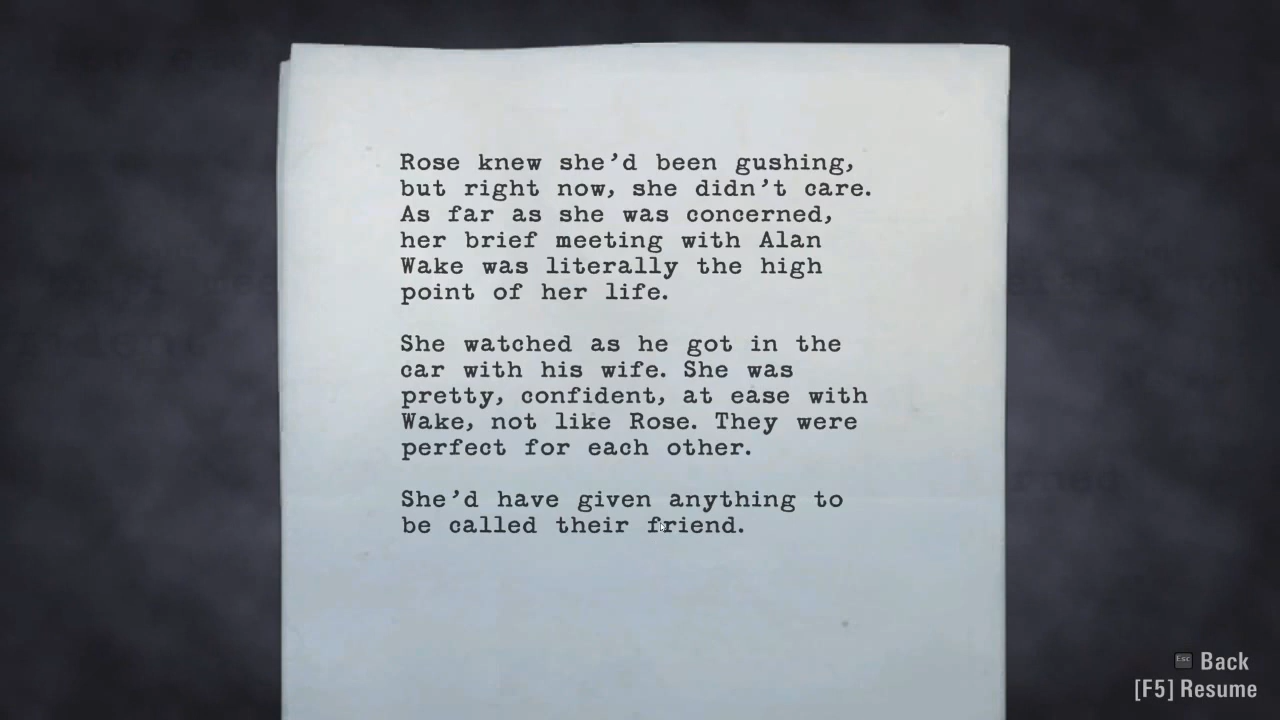 Rose knew she’d been gushing,
but right now, she didn’t care.
As far as she was concerned,
her brief meeting with Alan
Wake was literally the high
point of her life.
She watched as he got in the
car with his wife. She was
pretty, confident, at ease with
Wake, not like Rose. They were
perfect for each other.
She’d have given anything to
be called their friend.
Esc Back
[F5] Resume